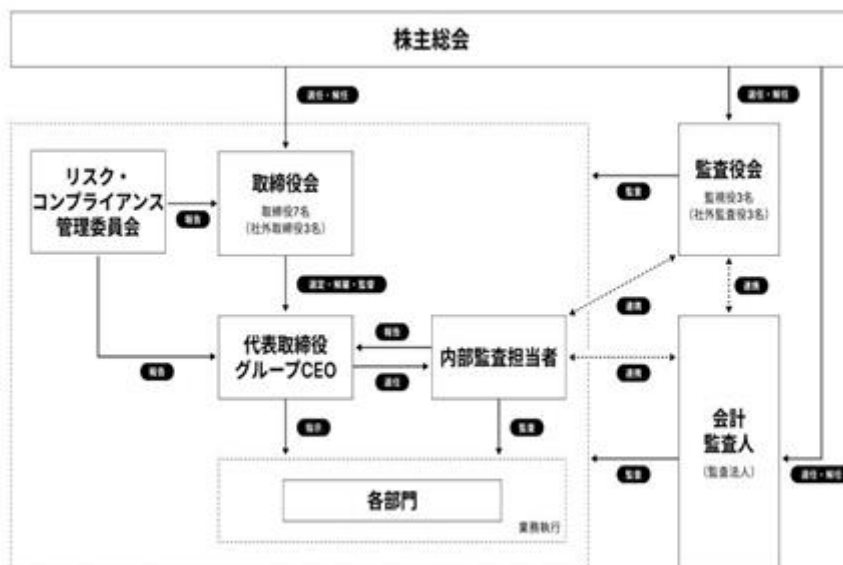 株主総会
選任・解任
選任・解任
リスク・
コンプライアンス
管理委員会
報告
取締役会
取締役7名
(社外取締役3名)
監査
監査役会
監視役3名
(社外監査役3名)
選定・解職・監督
連携
連携
報告
代表取締役
グループCEO
報告
選任
内部監査担当者
連携
会計
監査人
(監査法人)
指示
監査
監査
選任・解任
各部門
業務執行